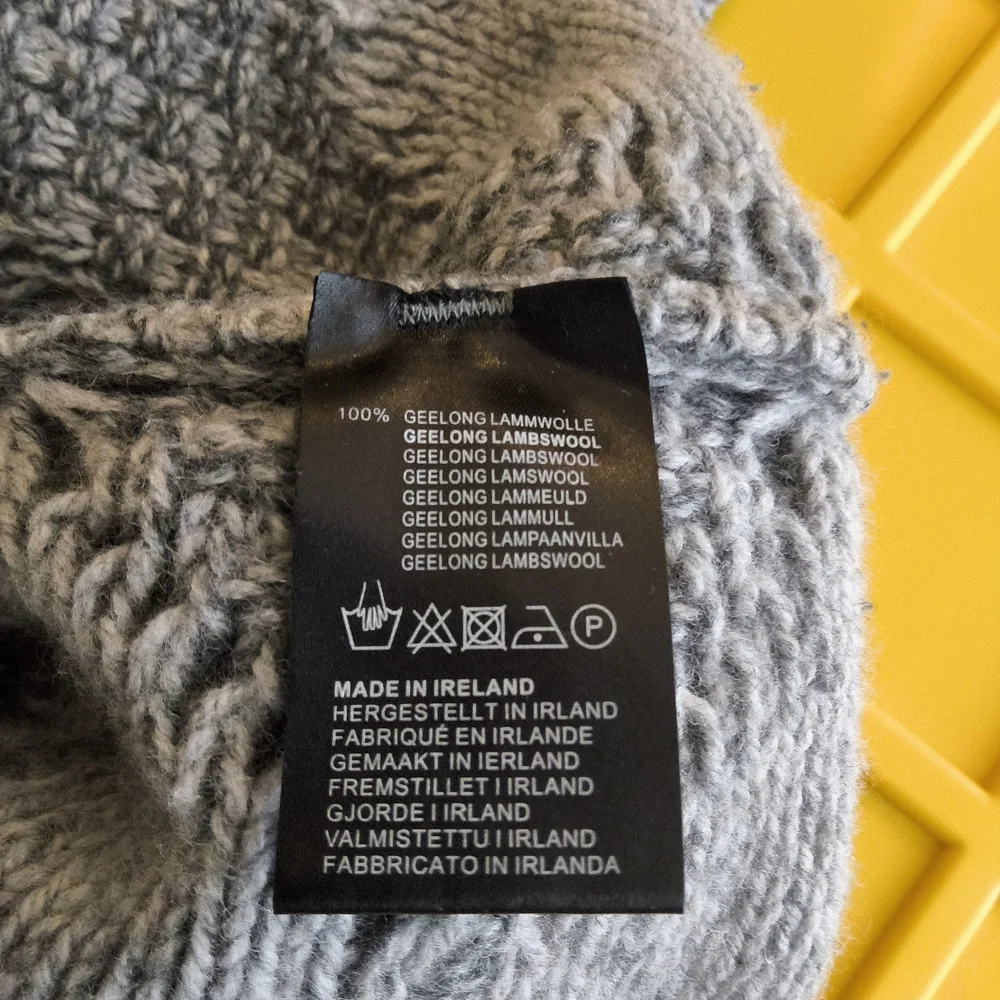 100% GEELONG LAMMWOLLE
GEELONG LAMBSWOOL
GEELONG LAMBSWOOL
GEELONG LAMSWOOL
GEELONG LAMMEULD
GEELONG LAMMULL
GEELONG LAMPAANVILLA
GEELONG LAMBSWOOL
P
MADE IN IRELAND
HERGESTELLT IN IRLAND
FABRIQUÉ EN IRLANDE
GEMAAKT IN IERLAND
FREMSTILLET I IRLAND
GJORDE I IRLAND
VALMISTETTU I IRLAND
FABBRICATO IN IRLANDA